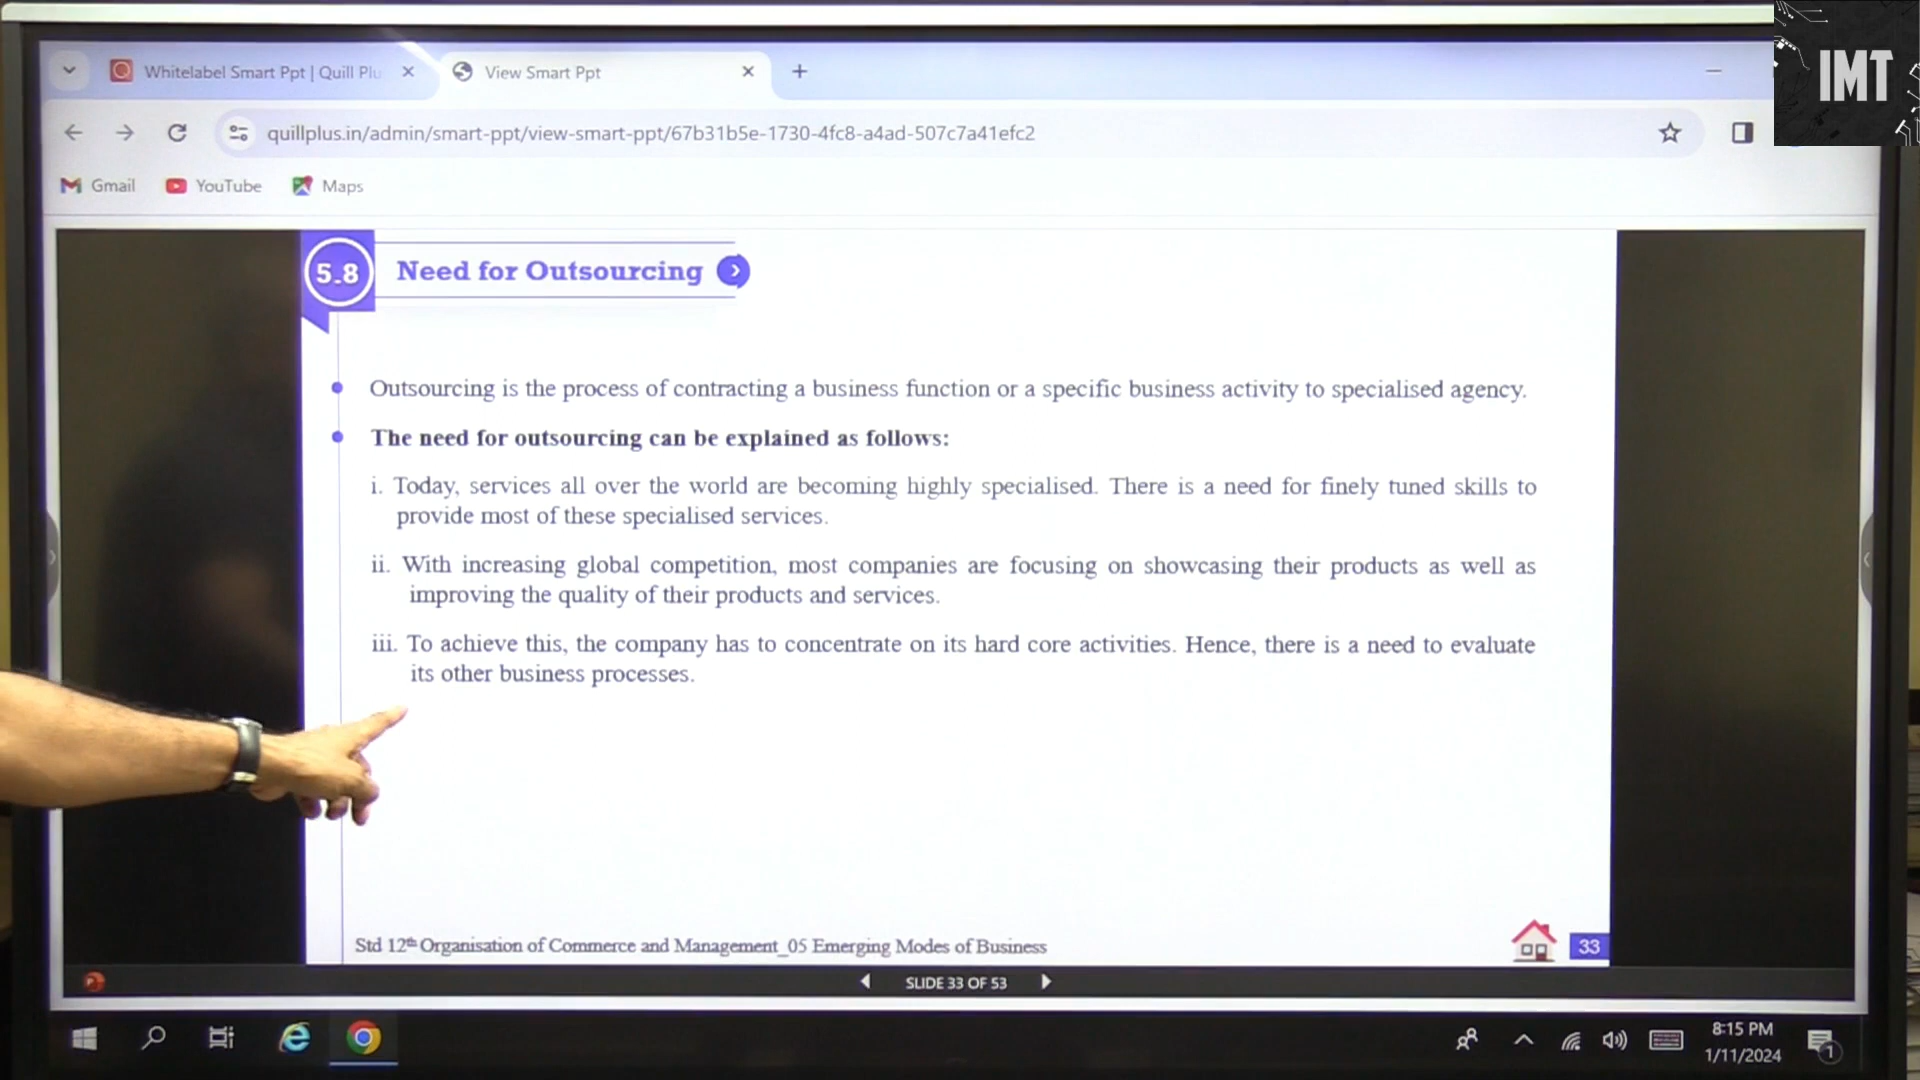 IMT
Whitelabel Smart Ppt | Quill Plu
View Smart Ppt
quillplus.in/admin/smart-ppt/view-smart-ppt/67b31b5e-1730-4fc8-a4ad-507c7a41efc2
Gmail YouTube Maps
5.8 Need for Outsourcing
Outsourcing is the process of contracting a business function or a specific business activity to specialised agency.
The need for outsourcing can be explained as follows:
i. Today, services all over the world are becoming highly specialised. There is a need for finely tuned skills to
provide most of these specialised services.
ii. With increasing global competition, most companies are focusing on showcasing their products as well as
improving the quality of their products and services.
iii. To achieve this, the company has to concentrate on its hard core activities. Hence, there is a need to evaluate
its other business processes.
Std 12th Organisation of Commerce and Management_05 Emerging Modes of Business
33
SLIDE 33 OF 53
8:15 PM
1/11/2024
1